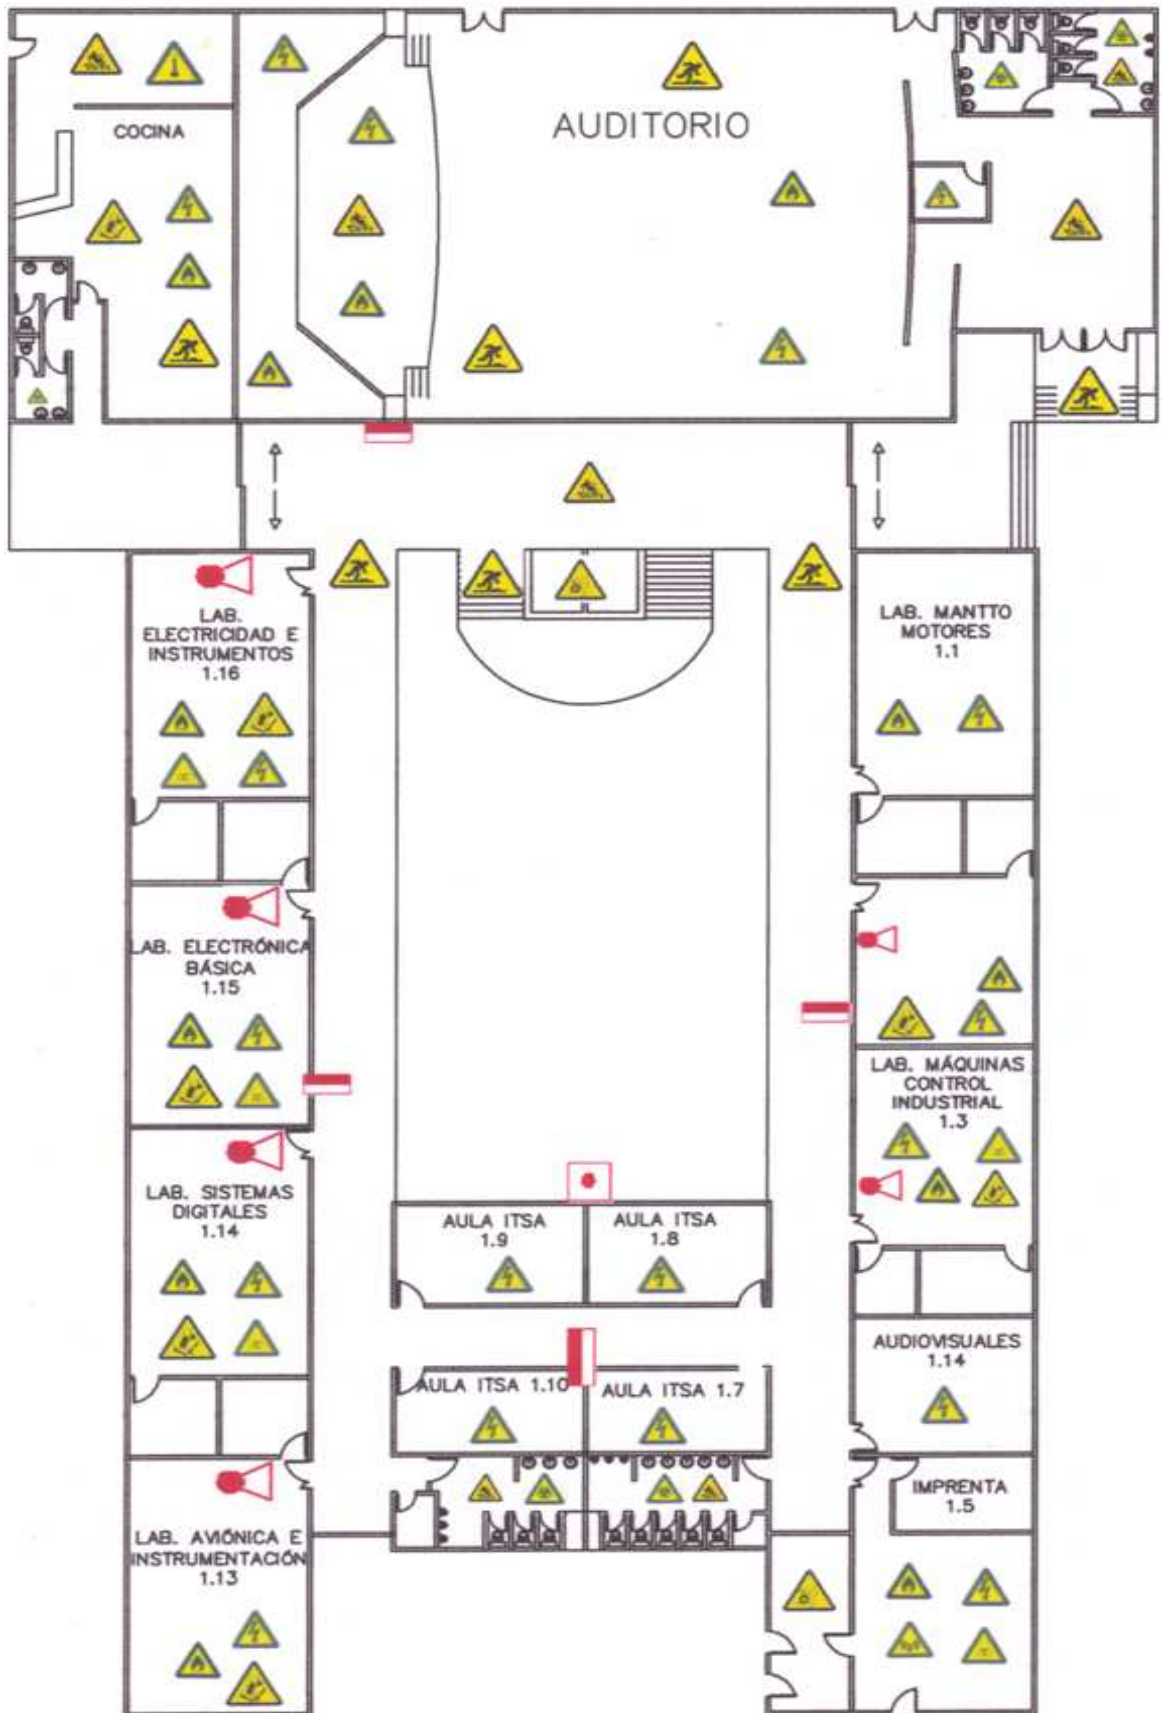 COCINA
AUDITORIO
LAB.
ELECTRICIDAD E
INSTRUMENTOS
1.16
LAB. MANTTO
MOTORES
1.1
LAB. ELECTRÓNICA
BÁSICA
1.15
LAB. MÁQUINAS
CONTROL
INDUSTRIAL
1.3
LAB. SISTEMAS
DIGITALES
1.14
AULA ITSA
1.9
AULA ITSA
1.8
AUDIOVISUALES
1.14
AULA ITSA 1.10
AULA ITSA 1.7
IMPRENTA
1.5
LAB. AVIÓNICA E
INSTRUMENTACIÓN
1.13